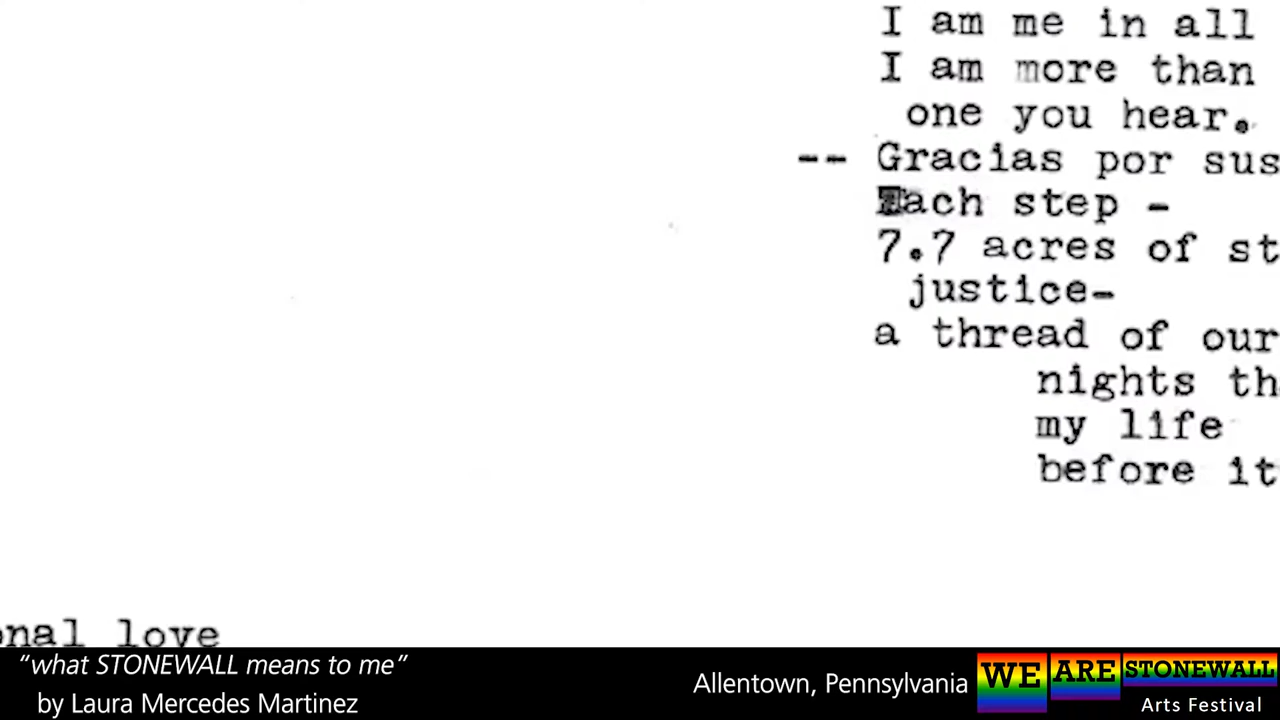 I am me in all
I am more than
one you hear.
-- Gracias por sus
Each step -
7.7 acres of st
justice-
a thread of our
nights th
my life
before it
onal love
“what STONEWALL means to me”
by Laura Mercedes Martinez
Allentown, Pennsylvania
WE ARE STONEWALL
Arts Festival